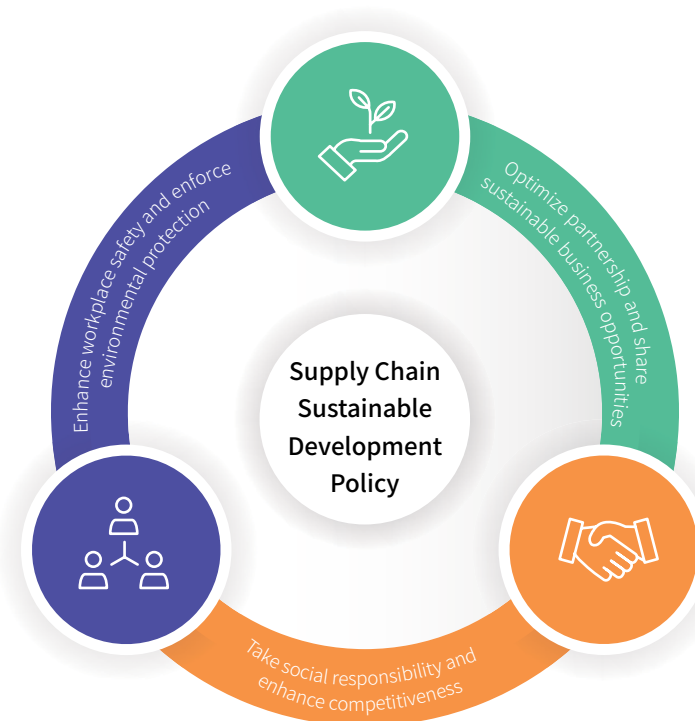 Enhance workplace safety and enforce
environmental protection
Optimize partnership and share
sustainable business opportunities
Supply Chain
Sustainable
Development
Policy
Take social responsibility and
enhance competitiveness